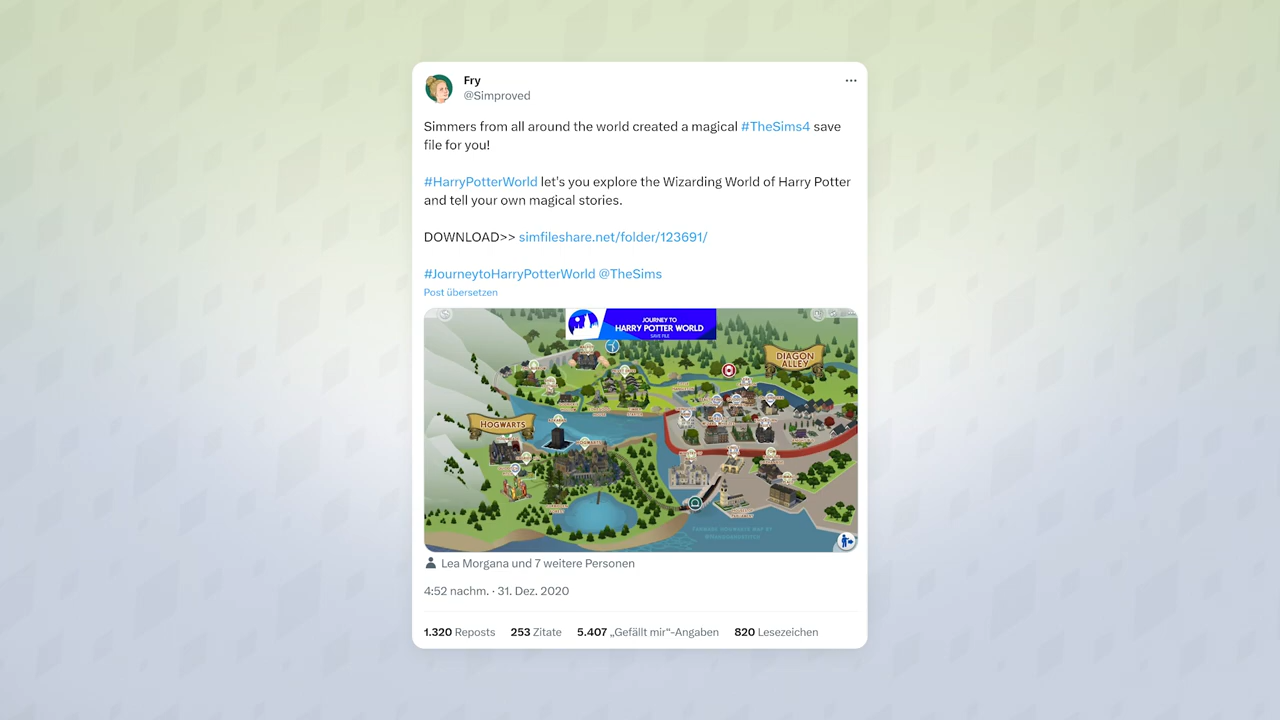 Fry
@Simproved
Simmers from all around the world created a magical #TheSims4 save
file for you!
#HarryPotterWorld let's you explore the Wizarding World of Harry Potter
and tell your own magical stories.
DOWNLOAD>> simfileshare.net/folder/123691/
#JourneytoHarryPotterWorld @TheSims
Post übersetzen
JOURNEY TO
HARRY POTTER WORLD
SAVE FILE
DIAGON
ALLEY
HOGWARTS
HOGWARTS
Lea Morgana und 7 weitere Personen
4:52 nachm. · 31. Dez. 2020
1.320 Reposts 253 Zitate 5.407 „Gefällt mir“-Angaben 820 Lesezeichen